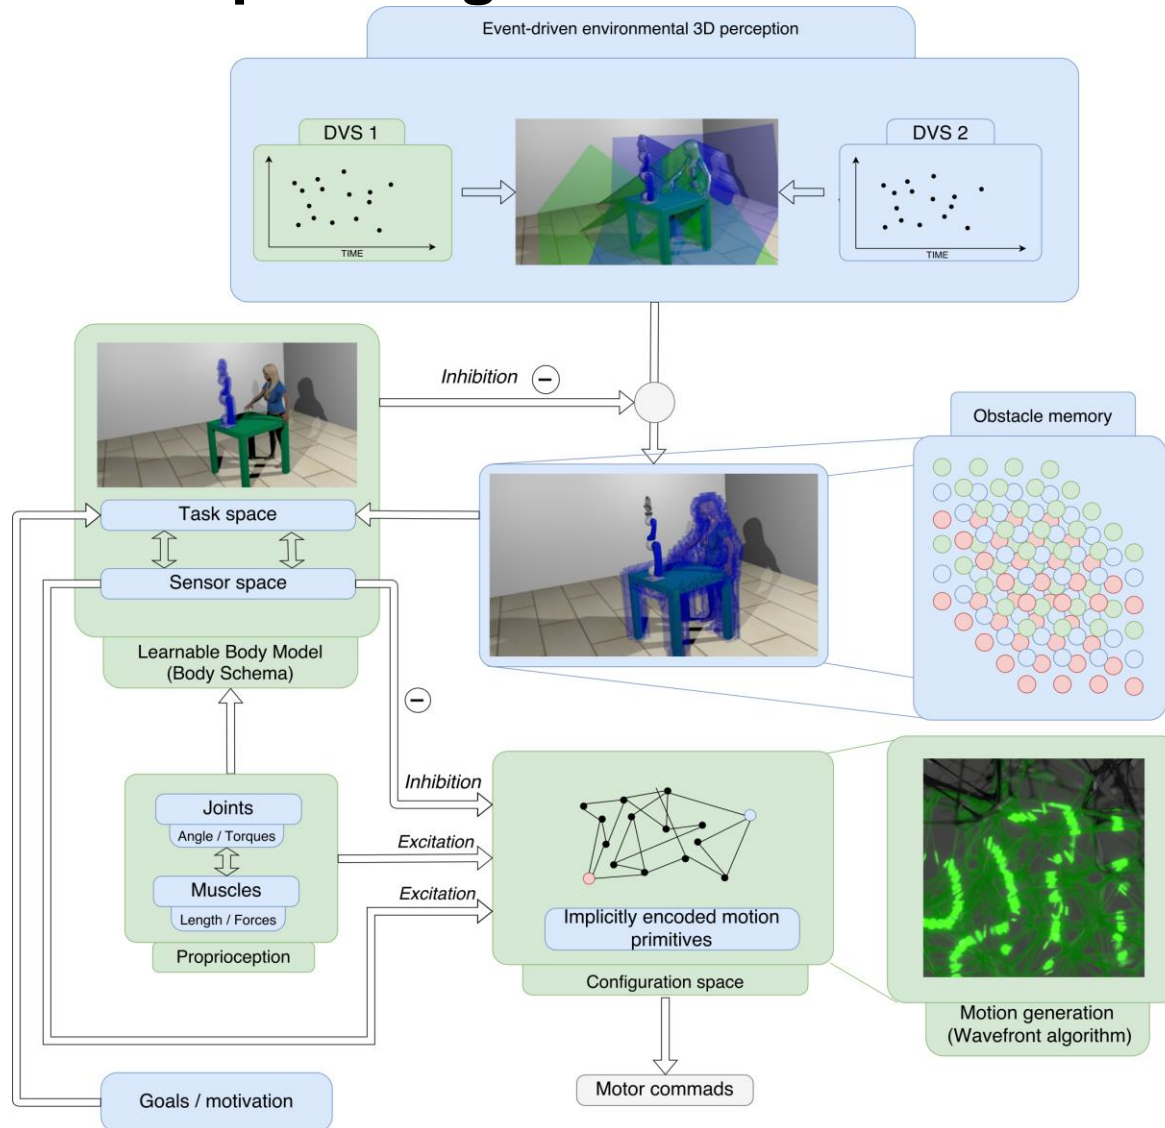 Event-driven environmental 3D perception
DVS 1
DVS 2
TIME
TIME
Inhibition
Obstacle memory
Task space
Sensor space
Learnable Body Model
(Body Schema)
Inhibition
Joints
Angle / Torques
Excitation
Muscles
Excitation
Length / Forces
Implicitly encoded motion
primitives
Proprioception
Configuration space
Motion generation
(Wavefront algorithm)
Motor commads
Goals / motivation